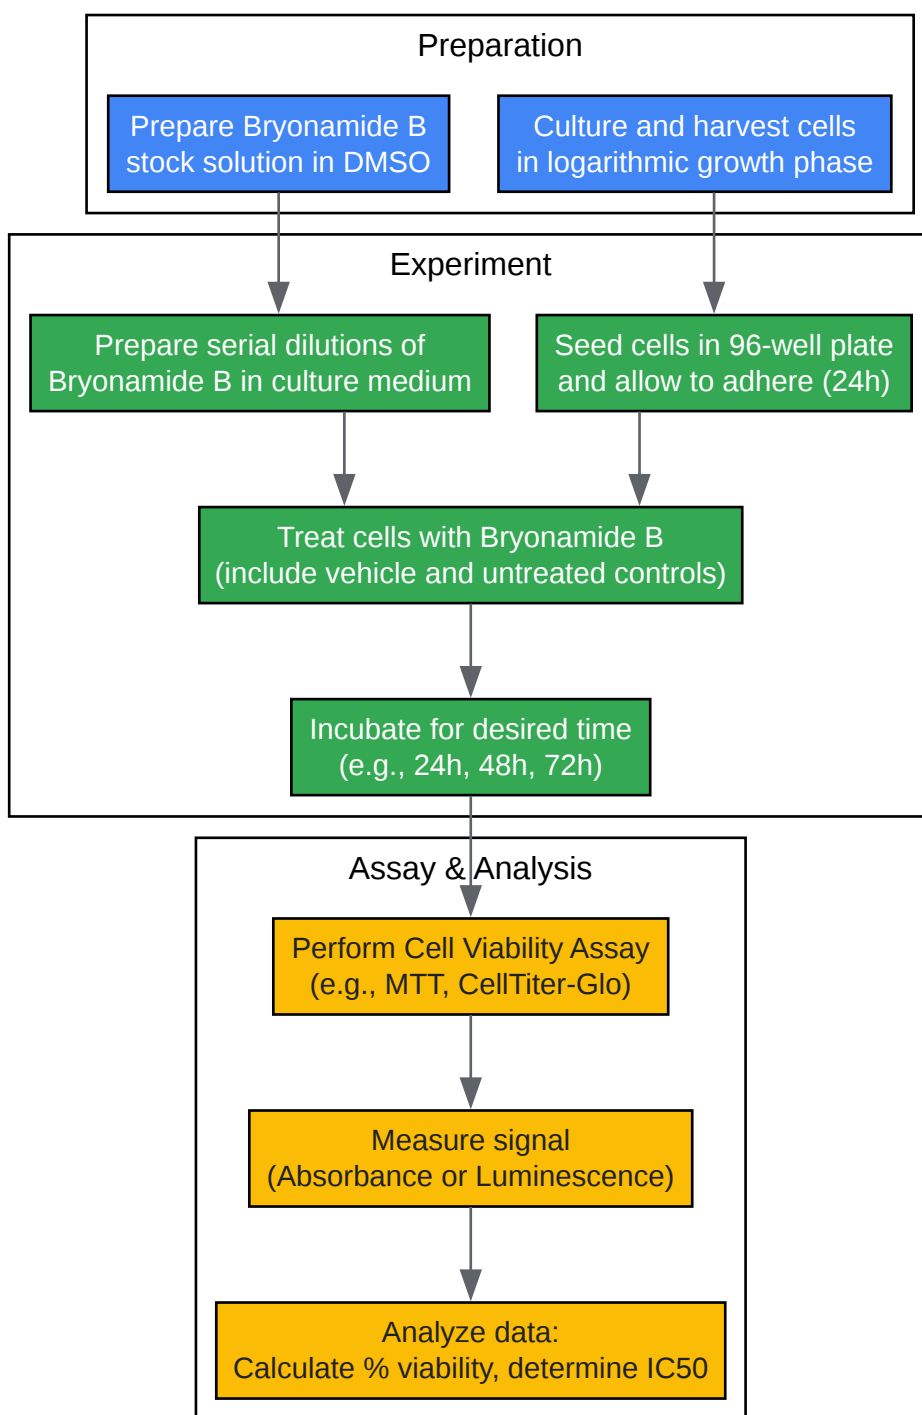 Preparation
Prepare Bryonamide B
stock solution in DMSO
Culture and harvest cells
in logarithmic growth phase
Experiment
Prepare serial dilutions of
Bryonamide B in culture medium
Seed cells in 96-well plate
and allow to adhere (24h)
Treat cells with Bryonamide B
(include vehicle and untreated controls)
Incubate for desired time
(e.g., 24h, 48h, 72h)
Assay & Analysis
Perform Cell Viability Assay
(e.g., MTT, CellTiter-Glo)
Measure signal
(Absorbance or Luminescence)
Analyze data:
Calculate % viability, determine IC50